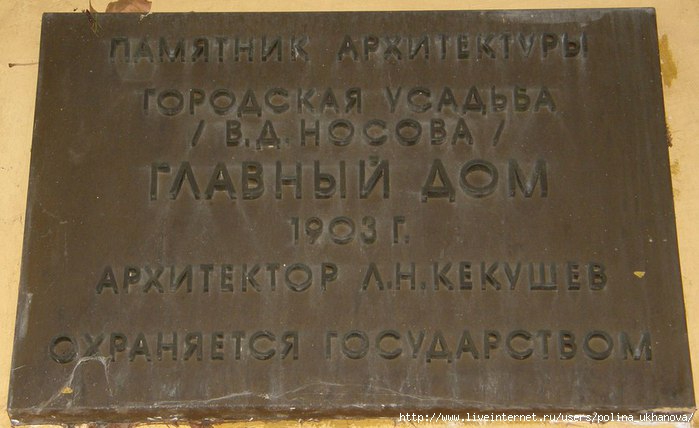 ПАМЯТНИК АРХИТЕКТУРЫ
ГОРОДСКАЯ УСАДЬБА
/ В.Д. НОСОВА /
ГЛАВНЫЙ ДОМ
1903 Г.
АРХИТЕКТОР Л.Н.КЕКУШЕВ
ОХРАНЯЕТСЯ ГОСУДАРСТВОМ
http://www.liveinternet.ru/users/polina_ukhanova/